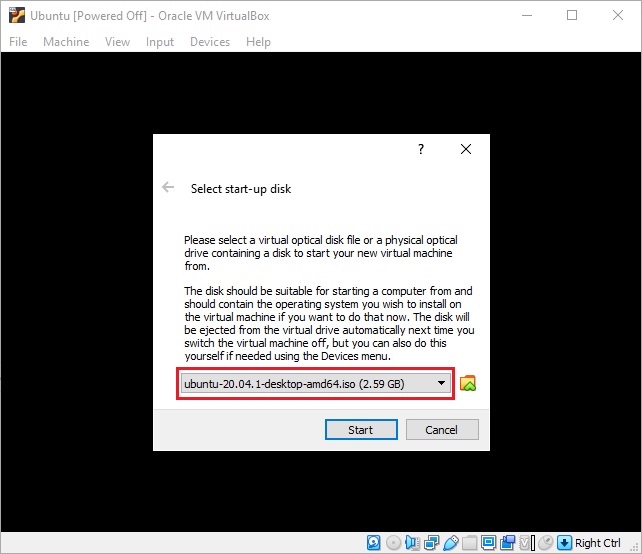 Ubuntu [Powered Off] - Oracle VM VirtualBox
File Machine View Input Devices Help
?
Select start-up disk
Please select a virtual optical disk file or a physical optical
drive containing a disk to start your new virtual machine
from.
The disk should be suitable for starting a computer from and
should contain the operating system you wish to install on
the virtual machine if you want to do that now. The disk will
be ejected from the virtual drive automatically next time you
switch the virtual machine off, but you can also do this
yourself if needed using the Devices menu.
ubuntu-20.04.1-desktop-amd64.iso (2.59 GB)
Start Cancel
Right Ctrl